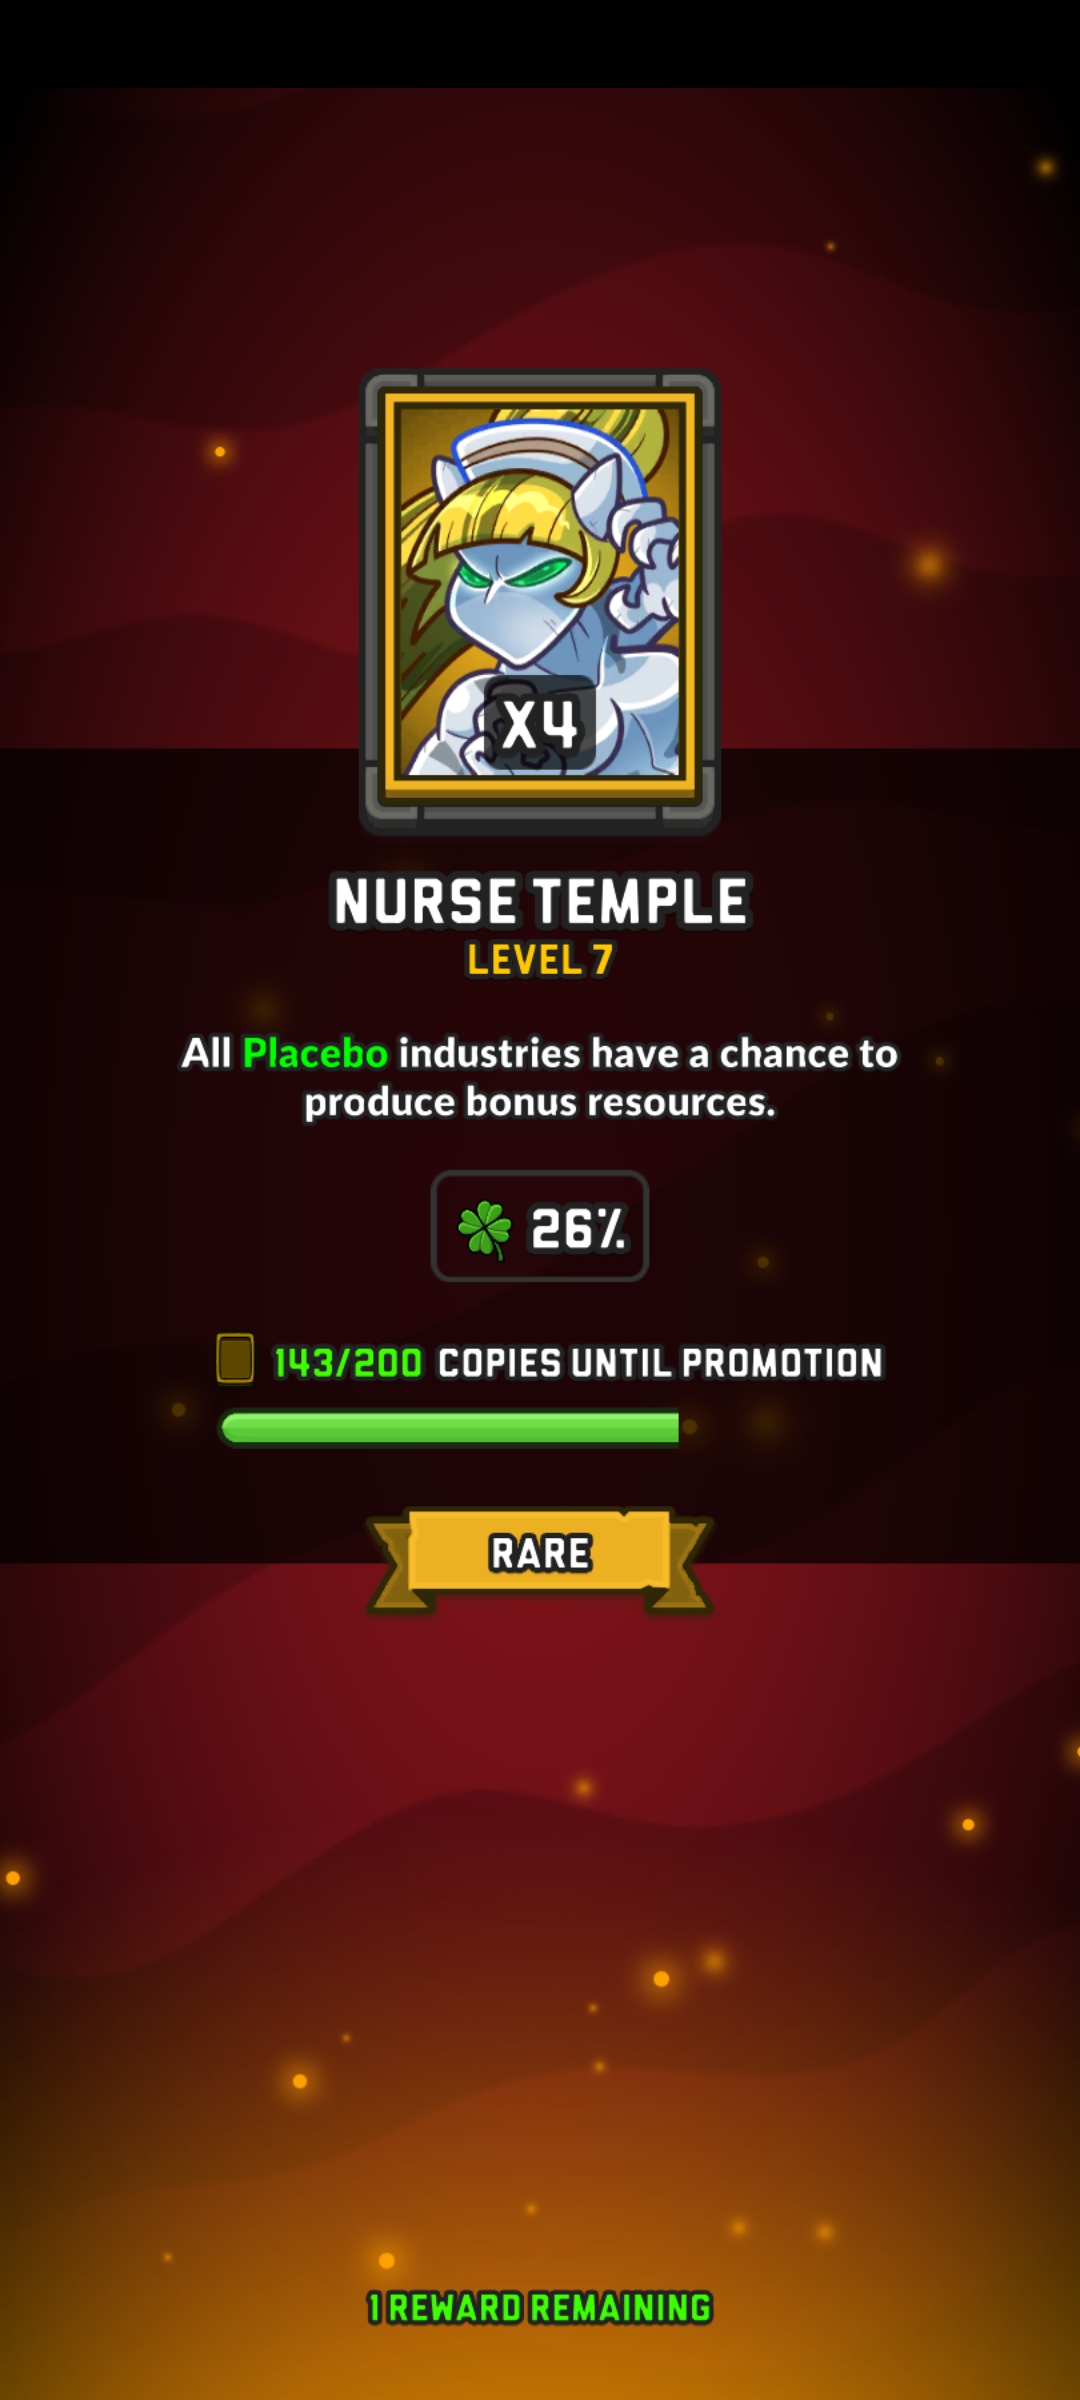 X4
NURSE TEMPLE
LEVEL 7
All Placebo industries have a chance to
produce bonus resources.
26%
143/200 COPIES UNTIL PROMOTION
RARE
1 REWARD REMAINING